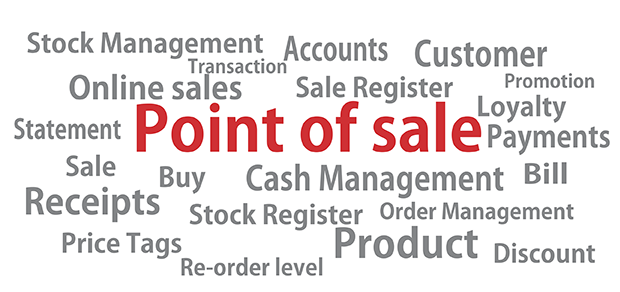 Stock Management
Accounts
Customer
Transaction
Online sales
Sale Register
Promotion
Loyalty
Statement
Point of sale
Payments
Sale
Buy
Cash Management
Bill
Receipts
Stock Register
Order Management
Price Tags
Product
Discount
Re-order level